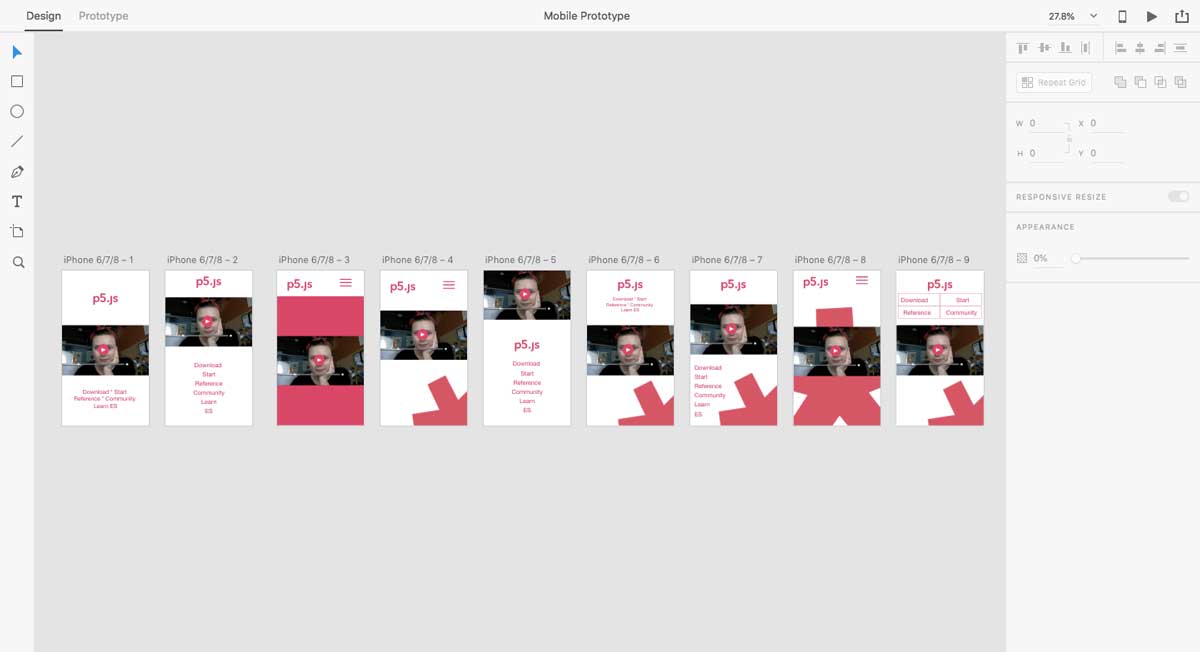 Design Prototype Mobile Prototype 27.8%
Repeat Grid
W 0 X 0
H 0 Y 0
RESPONSIVE RESIZE
APPEARANCE
0%
T
iPhone 6/7/8 – 1
p5.js
Download * Start
Reference * Community
Learn ES
iPhone 6/7/8 – 2
p5.js
Download
Start
Reference
Community
Learn
ES
iPhone 6/7/8 – 3
p5.js
iPhone 6/7/8 – 4
p5.js
iPhone 6/7/8 – 5
p5.js
Download
Start
Reference
Community
Learn
ES
iPhone 6/7/8 – 6
p5.js
Download * Start
Reference * Community
Learn ES
iPhone 6/7/8 – 7
p5.js
Download
Start
Reference
Community
Learn
ES
iPhone 6/7/8 – 8
p5.js
iPhone 6/7/8 – 9
p5.js
Download Start
Reference Community